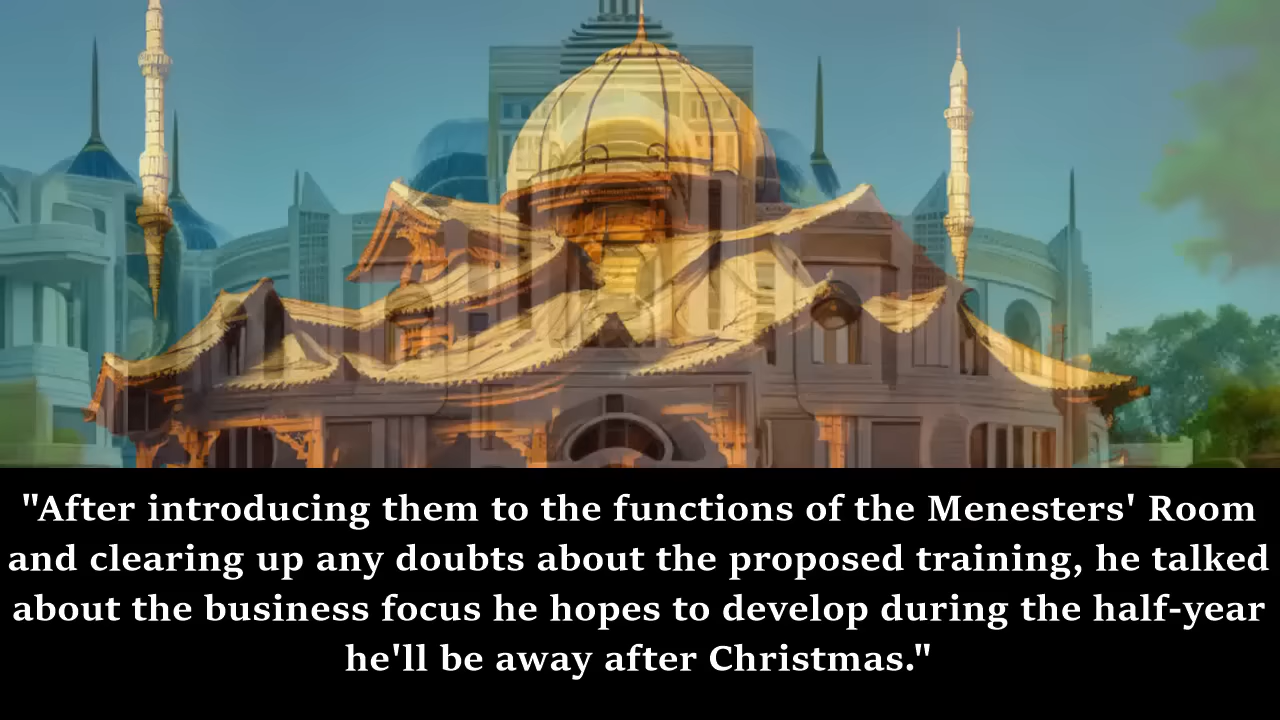 "After introducing them to the functions of the Menesters' Room
and clearing up any doubts about the proposed training, he talked
about the business focus he hopes to develop during the half-year
he'll be away after Christmas."